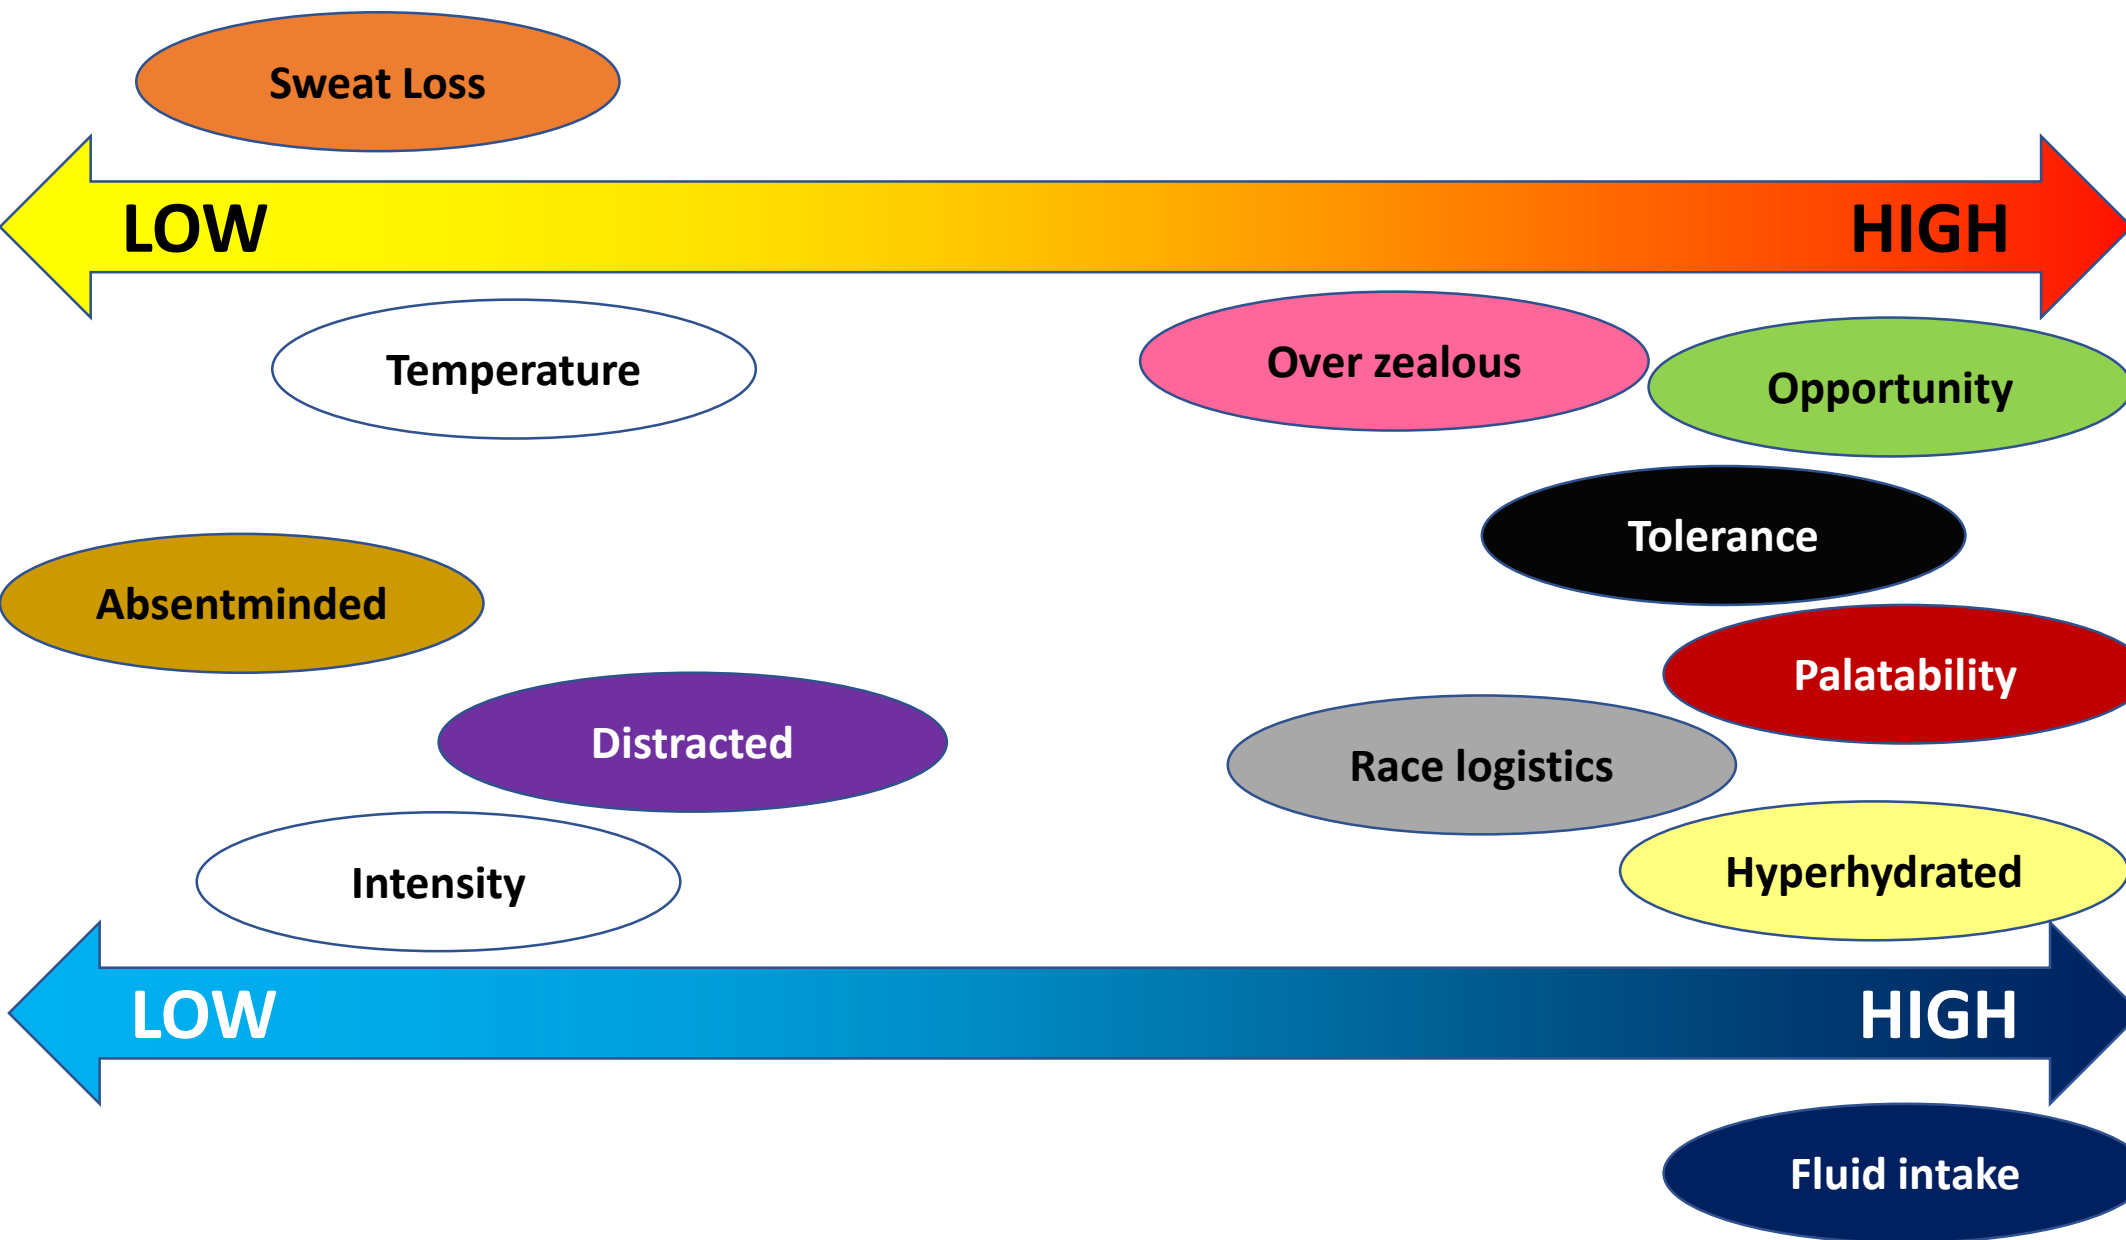 Sweat Loss
LOW
HIGH
Temperature
Over zealous
Opportunity
Tolerance
Absentminded
Palatability
Distracted
Race logistics
Intensity
Hyperhydrated
LOW
HIGH
Fluid intake